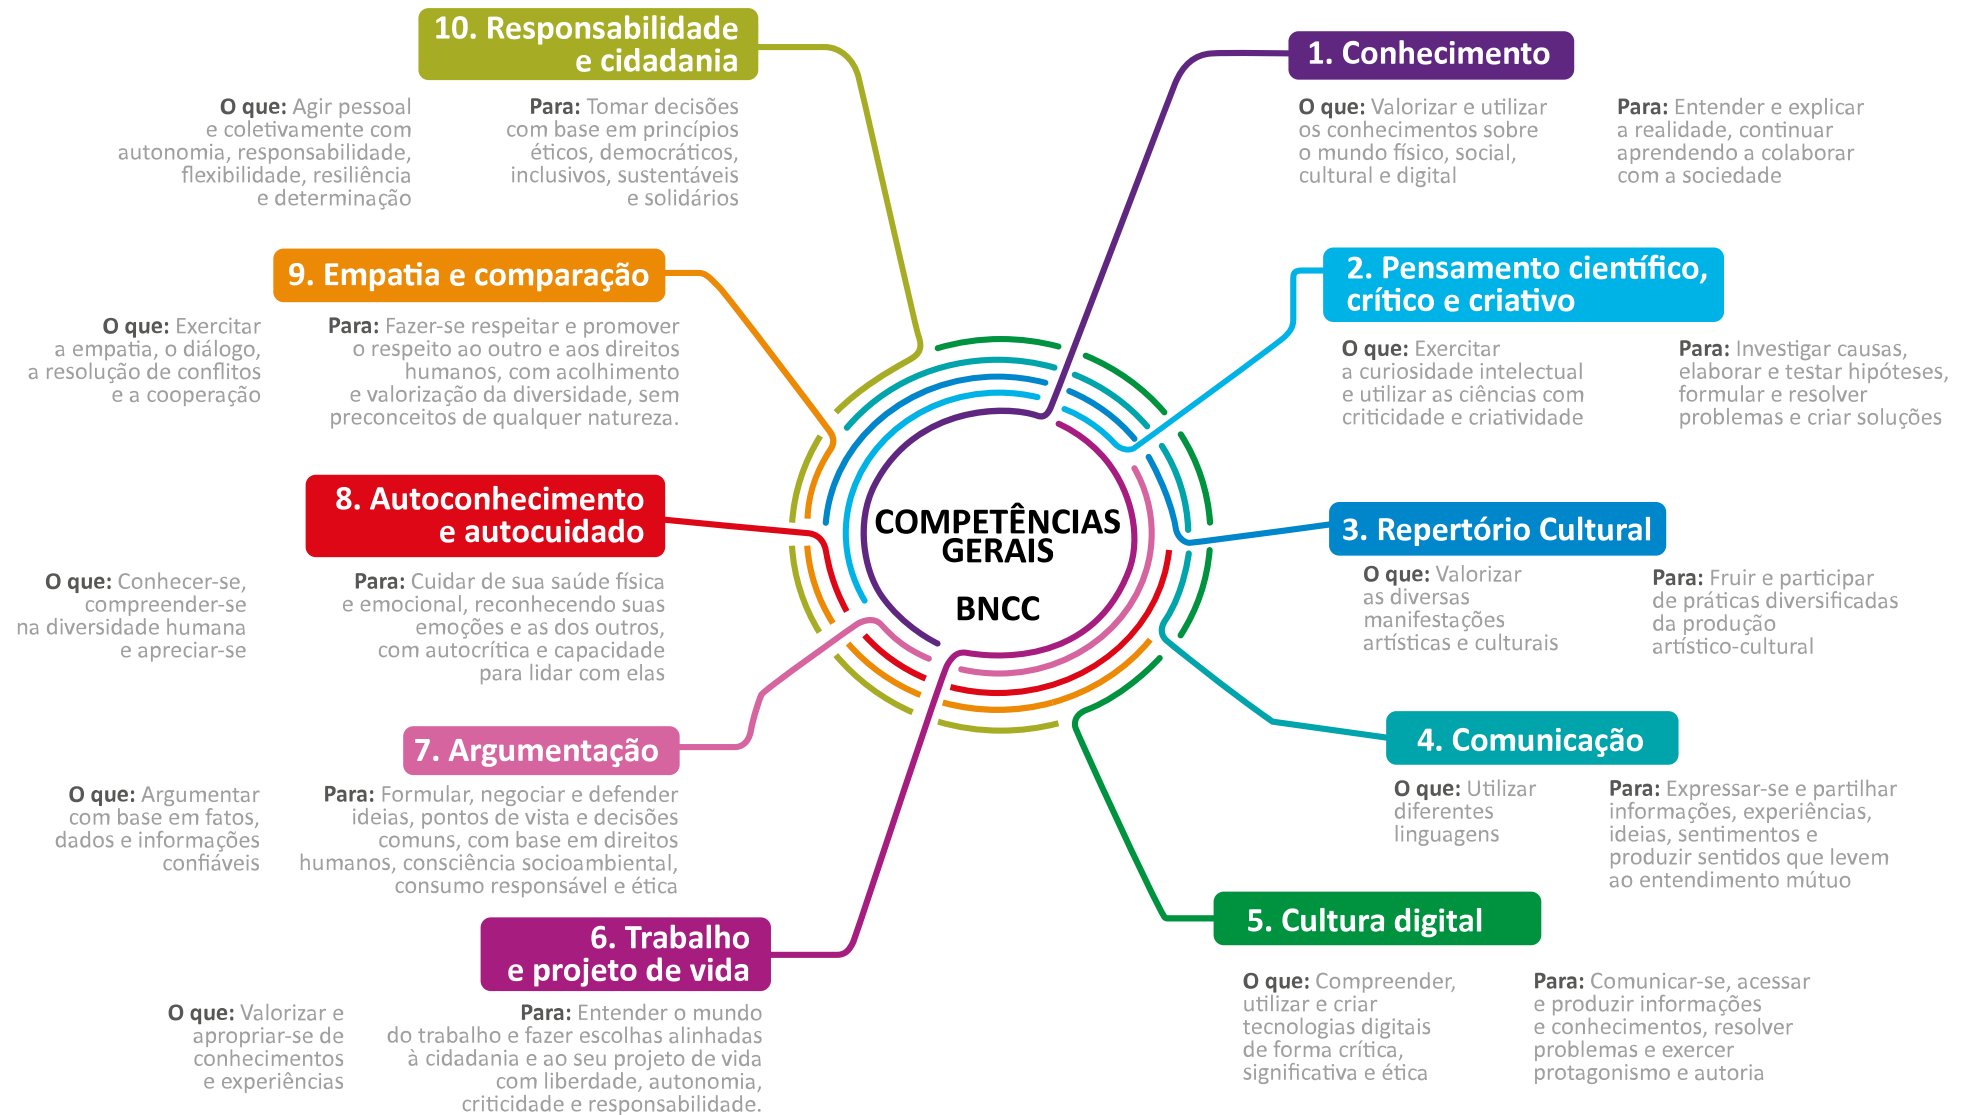 COMPETÊNCIAS
GERAIS
BNCC
1. Conhecimento
O que: Valorizar e utilizar
os conhecimentos sobre
o mundo físico, social,
cultural e digital
Para: Entender e explicar
a realidade, continuar
aprendendo a colaborar
com a sociedade
2. Pensamento científico,
crítico e criativo
O que: Exercitar
a curiosidade intelectual
e utilizar as ciências com
criticidade e criatividade
Para: Investigar causas,
elaborar e testar hipóteses,
formular e resolver
problemas e criar soluções
3. Repertório Cultural
O que: Valorizar
as diversas
manifestações
artísticas e culturais
Para: Fruir e participar
de práticas diversificadas
da produção
artístico-cultural
4. Comunicação
O que: Utilizar
diferentes
linguagens
Para: Expressar-se e partilhar
informações, experiências,
ideias, sentimentos e
produzir sentidos que levem
ao entendimento mútuo
5. Cultura digital
O que: Compreender,
utilizar e criar
tecnologias digitais
de forma crítica,
significativa e ética
Para: Comunicar-se, acessar
e produzir informações
e conhecimentos, resolver
problemas e exercer
protagonismo e autoria
6. Trabalho
e projeto de vida
O que: Valorizar e
apropriar-se de
conhecimentos
e experiências
Para: Entender o mundo
do trabalho e fazer escolhas alinhadas
à cidadania e ao seu projeto de vida
com liberdade, autonomia,
criticidade e responsabilidade.
7. Argumentação
O que: Argumentar
com base em fatos,
dados e informações
confiáveis
Para: Formular, negociar e defender
ideias, pontos de vista e decisões
comuns, com base em direitos
humanos, consciência socioambiental,
consumo responsável e ética
8. Autoconhecimento
e autocuidado
O que: Conhecer-se,
compreender-se
na diversidade humana
e apreciar-se
Para: Cuidar de sua saúde física
e emocional, reconhecendo suas
emoções e as dos outros,
com autocrítica e capacidade
para lidar com elas
9. Empatia e comparação
O que: Exercitar
a empatia, o diálogo,
a resolução de conflitos
e a cooperação
Para: Fazer-se respeitar e promover
o respeito ao outro e aos direitos
humanos, com acolhimento
e valorização da diversidade, sem
preconceitos de qualquer natureza.
10. Responsabilidade
e cidadania
O que: Agir pessoal
e coletivamente com
autonomia, responsabilidade,
flexibilidade, resiliência
e determinação
Para: Tomar decisões
com base em princípios
éticos, democráticos,
inclusivos, sustentáveis
e solidários